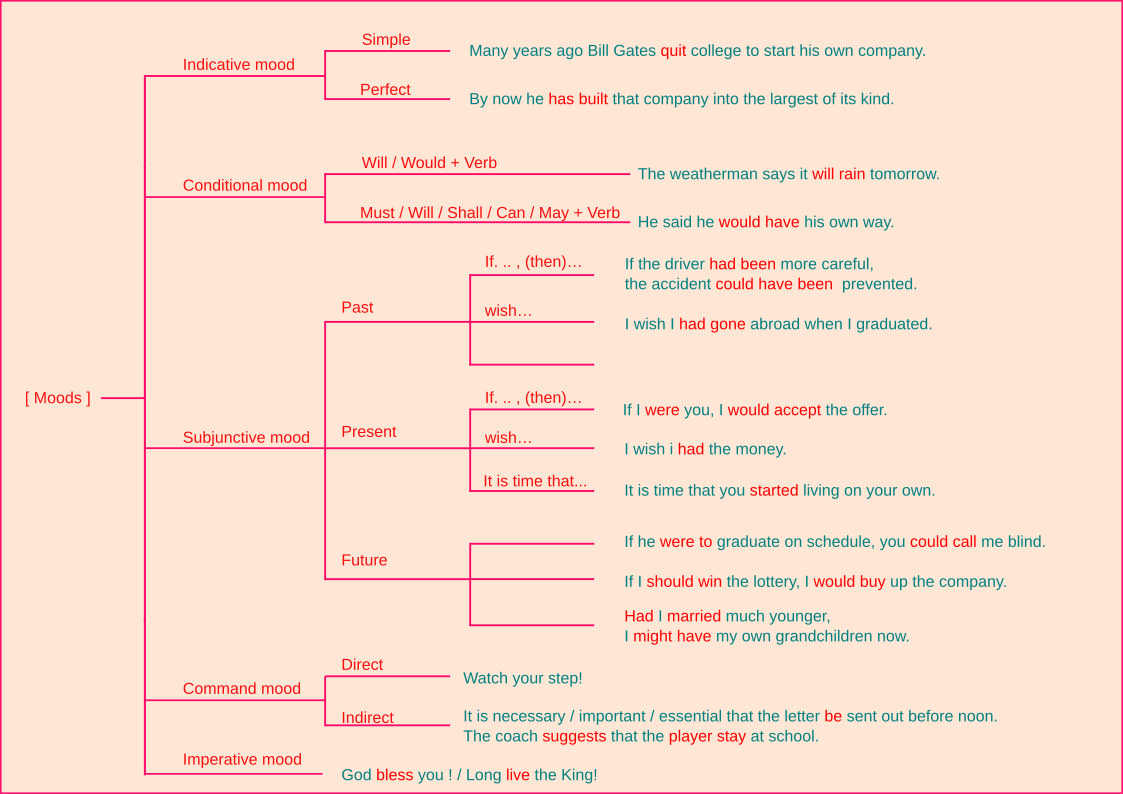 Simple
Many years ago Bill Gates quit college to start his own company.
Indicative mood
Perfect
By now he has built that company into the largest of its kind.
Will / Would + Verb
The weatherman says it will rain tomorrow.
Conditional mood
Must / Will / Shall / Can / May + Verb
He said he would have his own way.
If. .. , (then)…
If the driver had been more careful,
the accident could have been  prevented.
Past
wish…
I wish I had gone abroad when I graduated.
[ Moods ]
If. .. , (then)…
If I were you, I would accept the offer.
Subjunctive mood
Present
wish…
I wish i had the money.
It is time that...
It is time that you started living on your own.
If he were to graduate on schedule, you could call me blind.
Future
If I should win the lottery, I would buy up the company.
Had I married much younger,
I might have my own grandchildren now.
Direct
Watch your step!
Command mood
Indirect
It is necessary / important / essential that the letter be sent out before noon.
The coach suggests that the player stay at school.
Imperative mood
God bless you ! / Long live the King!